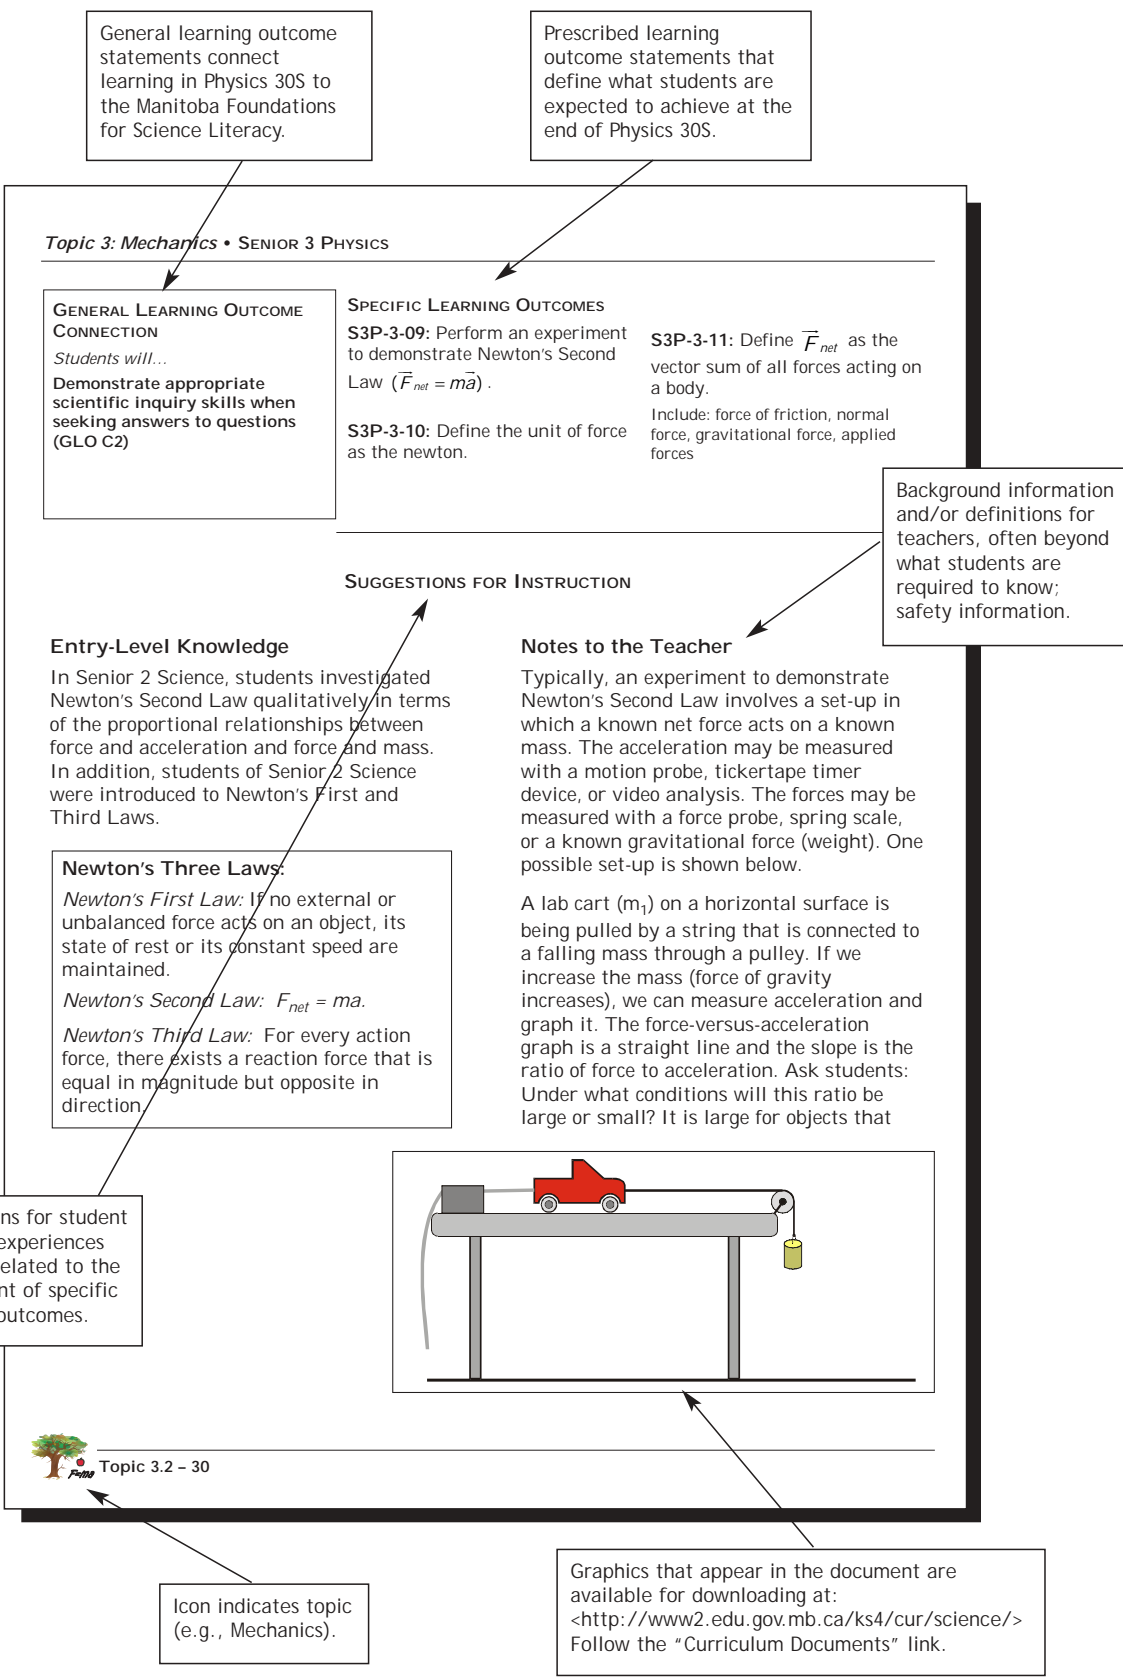 General learning outcome
statements connect
learning in Physics 30S to
the Manitoba Foundations
for Science Literacy.
Prescribed learning
outcome statements that
define what students are
expected to achieve at the
end of Physics 30S.
Topic 3: Mechanics • SENIOR 3 PHYSICS
GENERAL LEARNING OUTCOME
CONNECTION
Students will…
Demonstrate appropriate
scientific inquiry skills when
seeking answers to questions
(GLO C2)
SPECIFIC LEARNING OUTCOMES
S3P-3-09: Perform an experiment
to demonstrate Newton's Second
Law (F⃗net = ma⃗) .
S3P-3-10: Define the unit of force
as the newton.
S3P-3-11: Define F⃗net as the
vector sum of all forces acting on
a body.
Include: force of friction, normal
force, gravitational force, applied
forces
Background information
and/or definitions for
teachers, often beyond
what students are
required to know;
safety information.
SUGGESTIONS FOR INSTRUCTION
Entry-Level Knowledge
In Senior 2 Science, students investigated
Newton's Second Law qualitatively in terms
of the proportional relationships between
force and acceleration and force and mass.
In addition, students of Senior 2 Science
were introduced to Newton's First and
Third Laws.
Newton's Three Laws:
Newton's First Law: If no external or
unbalanced force acts on an object, its
state of rest or its constant speed are
maintained.
Newton's Second Law: Fnet = ma.
Newton's Third Law: For every action
force, there exists a reaction force that is
equal in magnitude but opposite in
direction.
Notes to the Teacher
Typically, an experiment to demonstrate
Newton's Second Law involves a set-up in
which a known net force acts on a known
mass. The acceleration may be measured
with a motion probe, tickertape timer
device, or video analysis. The forces may be
measured with a force probe, spring scale,
or a known gravitational force (weight). One
possible set-up is shown below.
A lab cart (m1) on a horizontal surface is
being pulled by a string that is connected to
a falling mass through a pulley. If we
increase the mass (force of gravity
increases), we can measure acceleration and
graph it. The force-versus-acceleration
graph is a straight line and the slope is the
ratio of force to acceleration. Ask students:
Under what conditions will this ratio be
large or small? It is large for objects that
ns for student
experiences
elated to the
nt of specific
outcomes.
F=ma
Topic 3.2 – 30
Icon indicates topic
(e.g., Mechanics).
Graphics that appear in the document are
available for downloading at:
<http://www2.edu.gov.mb.ca/ks4/cur/science/>
Follow the "Curriculum Documents" link.